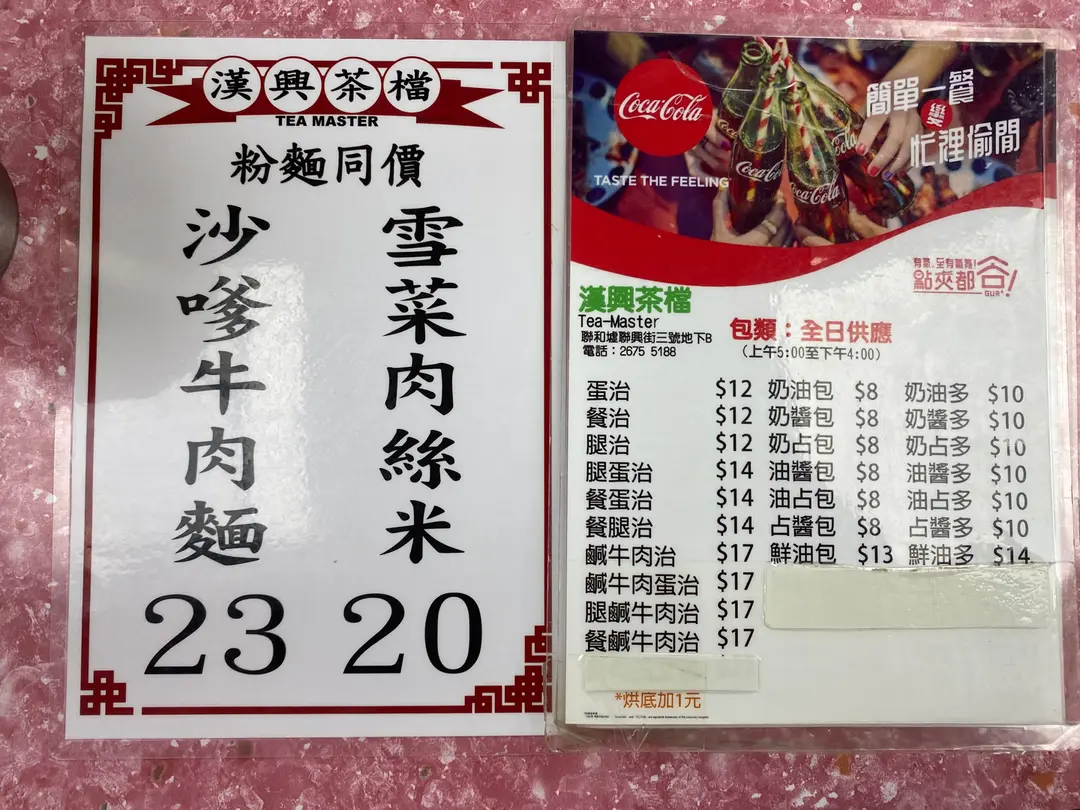 漢興茶檔
TEA MASTER
粉麵同價
雪菜肉絲米
20
沙嗲牛肉麵
23
Coca-Cola
TASTE THE FEELING
簡單一餐
樂
忙裡偷閒
Coca-Cola
Coca-Cola
有氣，至有氣氛！
點夾都
GUR
漢興茶檔
Tea-Master
聯和墟聯興街三號地下B
電話：2675 5188
包類：全日供應
(上午5:00至下午4:00)
蛋治 $12 奶油包 $8 奶油多 $10
餐治 $12 奶醬包 $8 奶醬多 $10
腿治 $12 奶占包 $8 奶占多 $10
腿蛋治 $14 油醬包 $8 油醬多 $10
餐蛋治 $14 油占包 $8 油占多 $10
餐腿治 $14 占醬包 $8 占醬多 $10
鹹牛肉治 $17 鮮油包 $13 鮮油多 $14
鹹牛肉蛋治 $17
腿鹹牛肉治 $17
餐鹹牛肉治 $17
*烘底加1元